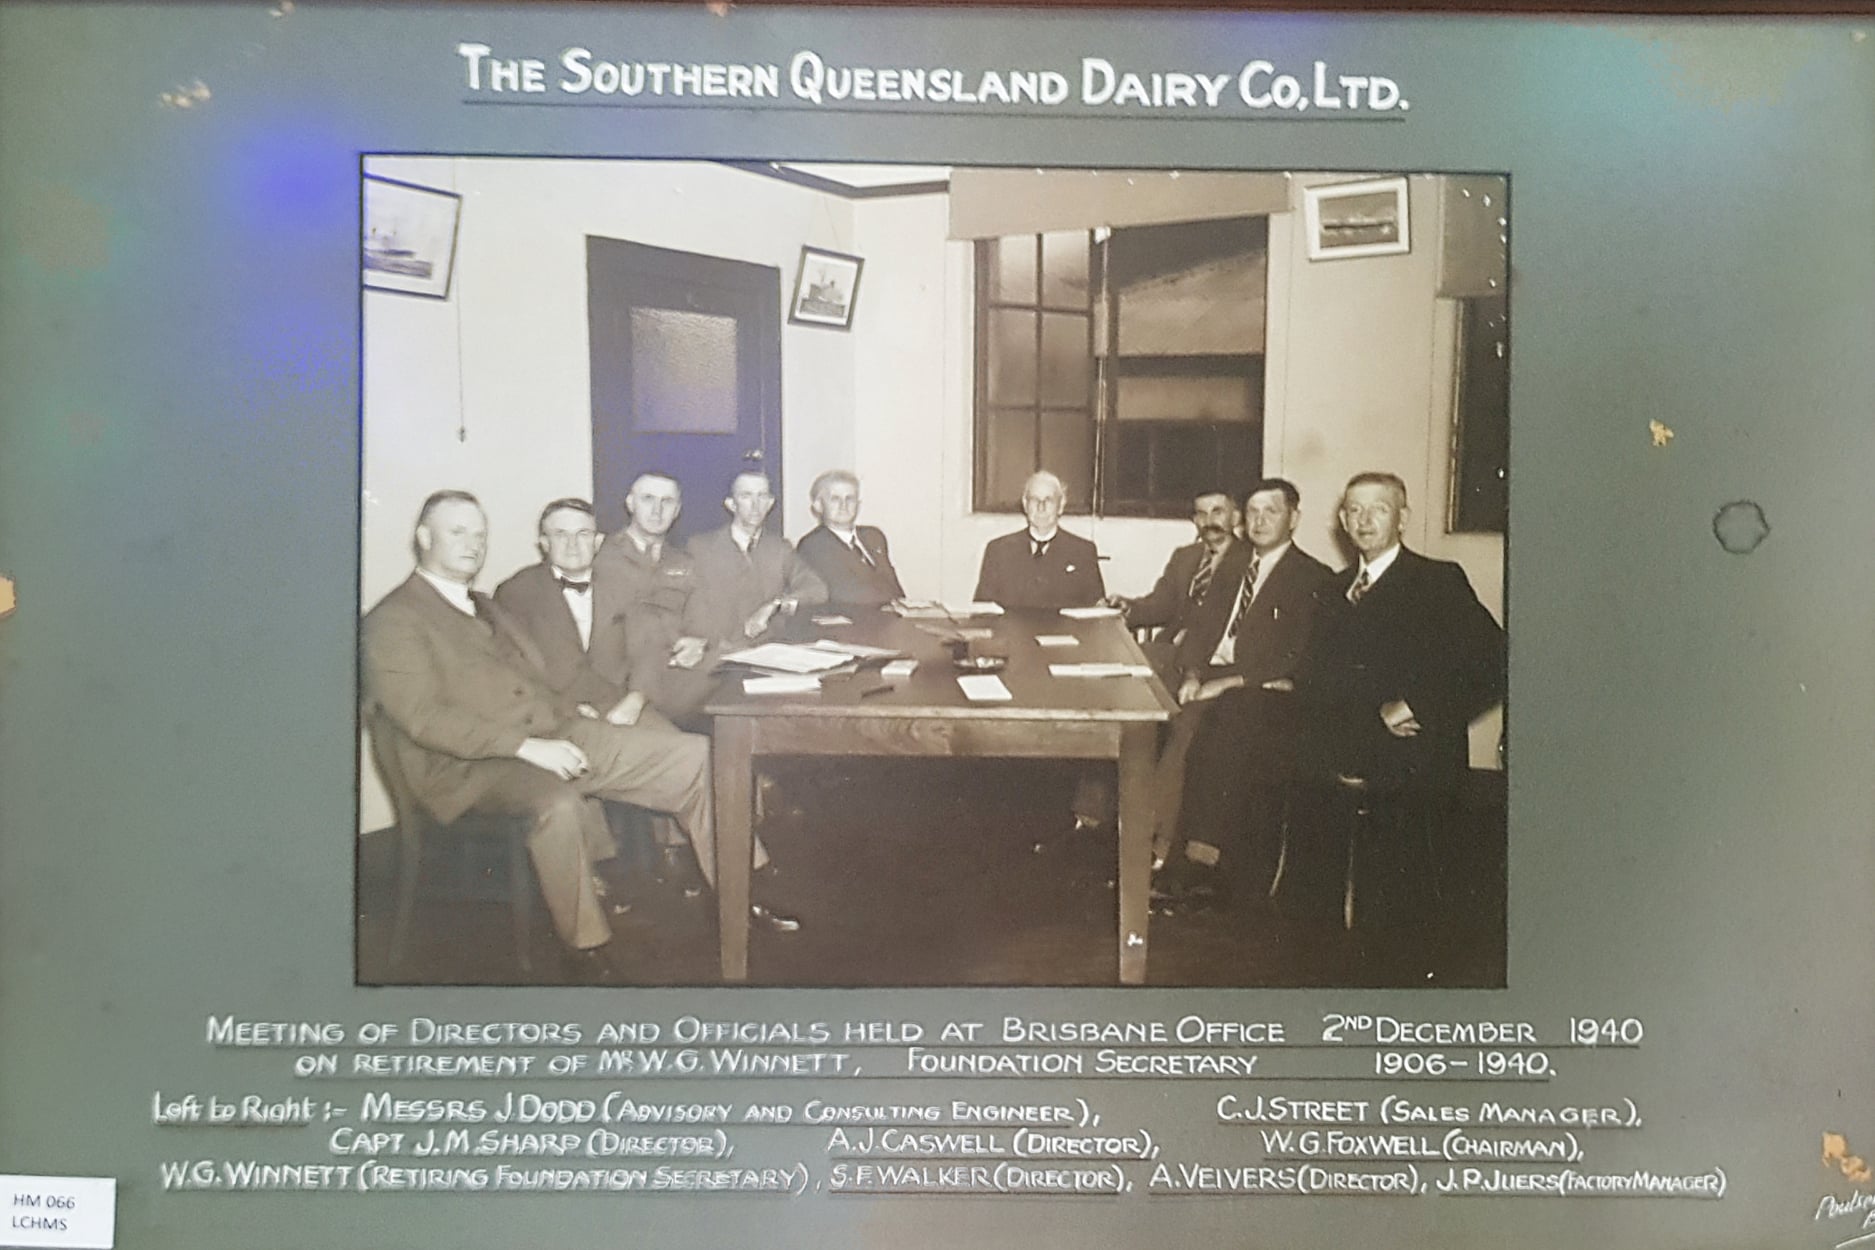 THE SOUTHERN QUEENSLAND DAIRY CO, LTD.
MEETING OF DIRECTORS AND OFFICIALS HELD AT BRISBANE OFFICE 2ND DECEMBER 1940
ON RETIREMENT OF MR W.G. WINNETT, FOUNDATION SECRETARY 1906-1940.
Left to Right :- MESSRS J. DODD (ADVISORY AND CONSULTING ENGINEER), C.J. STREET (SALES MANAGER),
CAPT J.M. SHARP (DIRECTOR), A.J. CASWELL (DIRECTOR), W.G. FOXWELL (CHAIRMAN),
W.G. WINNETT (RETIRING FOUNDATION SECRETARY), S.F. WALKER (DIRECTOR), A. VEIVERS (DIRECTOR), J.P. JUERS (FACTORY MANAGER)
HM 066
LCHMS